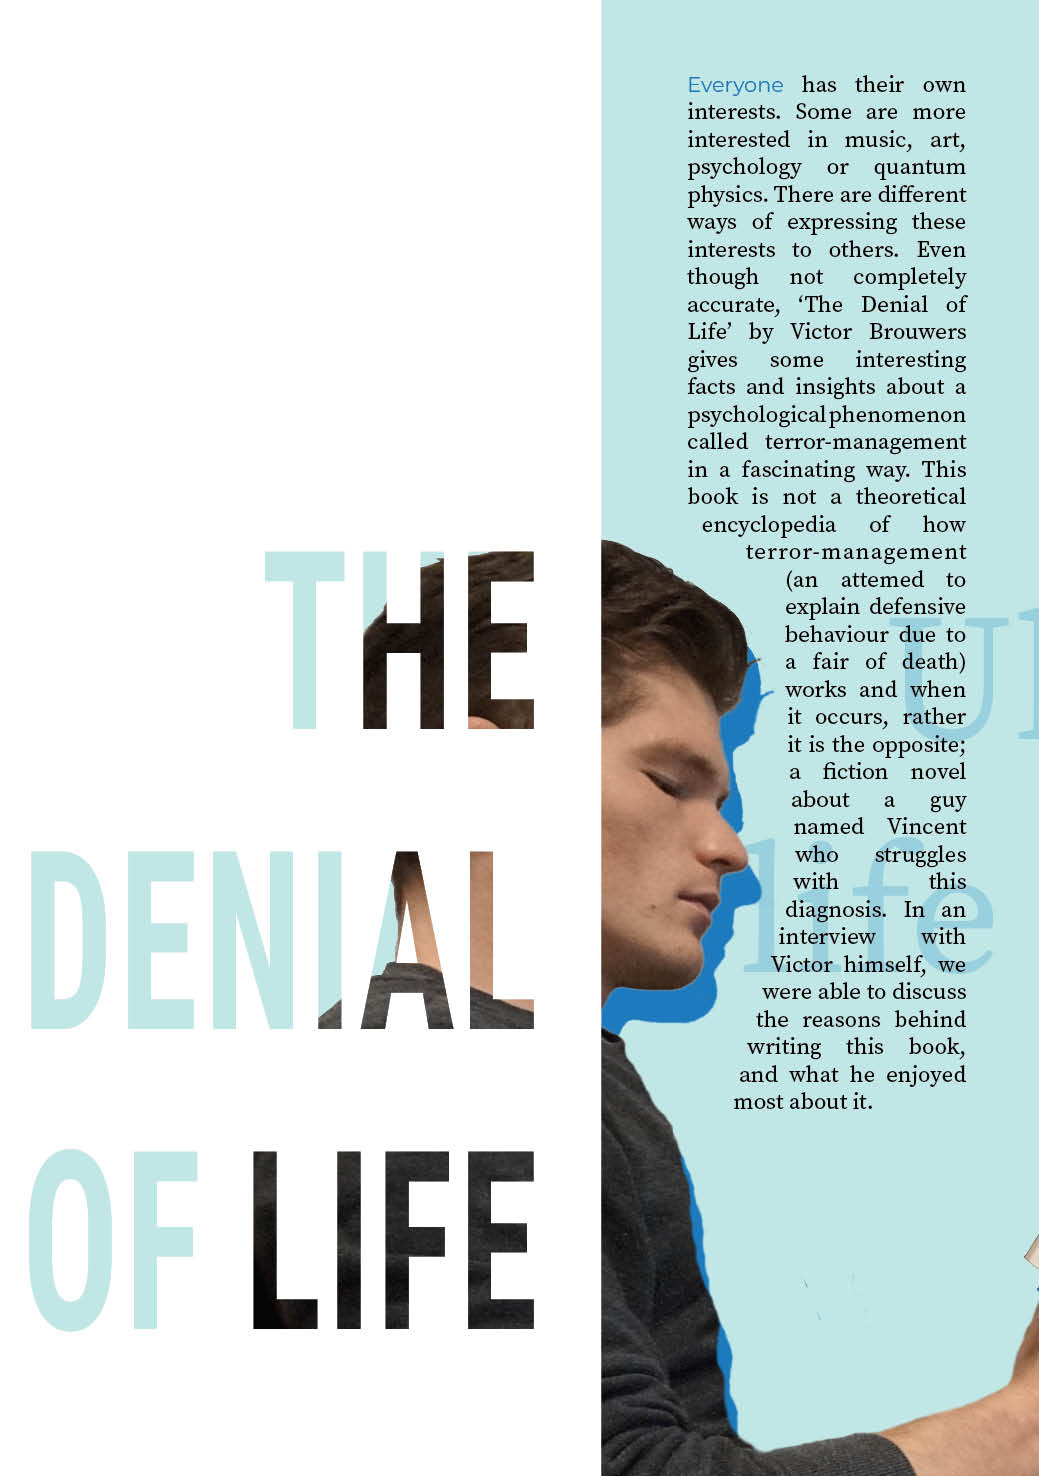 THE
DENIAL
OF LIFE
Everyone has their own
interests. Some are more
interested in music, art,
psychology or quantum
physics. There are different
ways of expressing these
interests to others. Even
though not completely
accurate, ‘The Denial of
Life’ by Victor Brouwers
gives some interesting
facts and insights about a
psychological phenomenon
called terror-management
in a fascinating way. This
book is not a theoretical
encyclopedia of how
terror-management
(an attemed to
explain defensive
behaviour due to
a fair of death)
works and when
it occurs, rather
it is the opposite;
a fiction novel
about a guy
named Vincent
who struggles
with this
diagnosis. In an
interview with
Victor himself, we
were able to discuss
the reasons behind
writing this book,
and what he enjoyed
most about it.
life